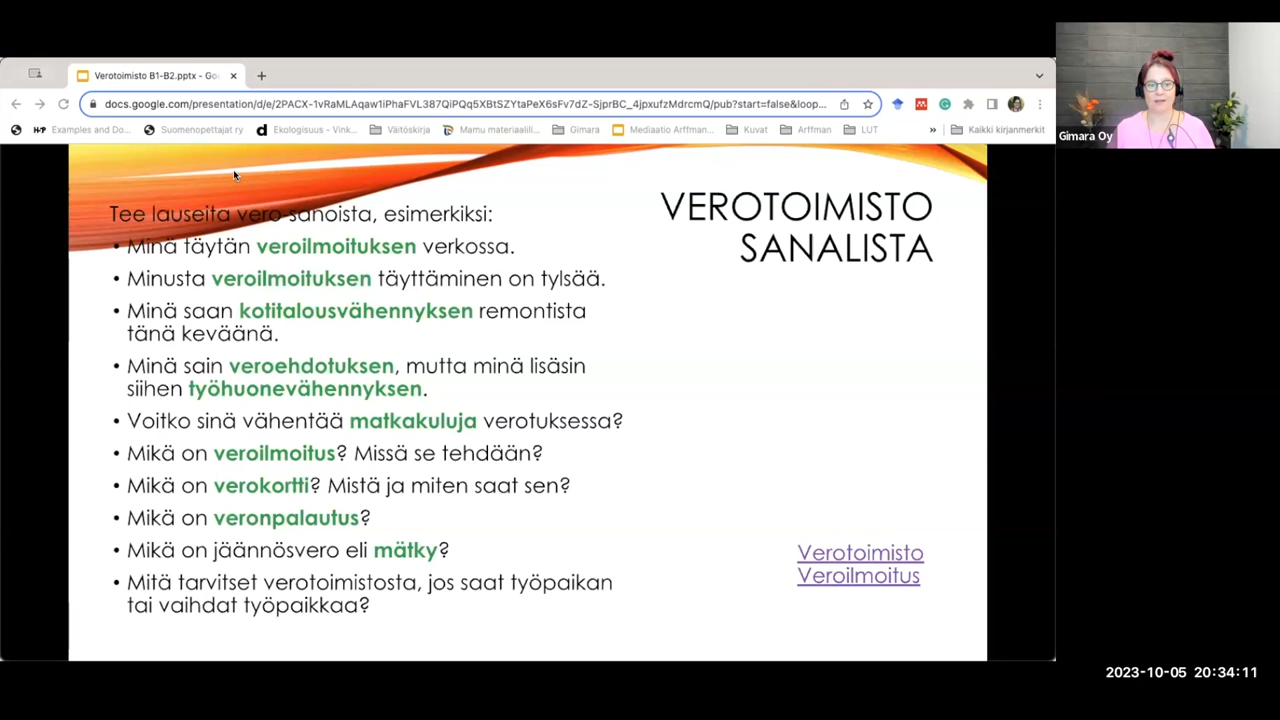 Verotoimisto B1-B2.pptx - Go
docs.google.com/presentation/d/e/2PACX-1vRaMLAqaw1iPhaFVL387QiPQq5XBtSZYtaPeX6sFv7dZ-SjprBC_4jpxufzMdrcmQ/pub?start=false&loop...
Examples and Do... Suomenopettajat ry Ekologisuus - Vink... Väitöskirja Mamu materiaalil... Gimara Mediaatio Arffman... Kuvat Arffman LUT » Kaikki kirjanmerkit
Gimara Oy
VEROTOIMISTO
SANALISTA
Tee lauseita vero-sanoista, esimerkiksi:
• Minä täytän veroilmoituksen verkossa.
• Minusta veroilmoituksen täyttäminen on tylsää.
• Minä saan kotitalousvähennyksen remontista
tänä keväänä.
• Minä sain veroehdotuksen, mutta minä lisäsin
siihen työhuonevähennyksen.
• Voitko sinä vähentää matkakuluja verotuksessa?
• Mikä on veroilmoitus? Missä se tehdään?
• Mikä on verokortti? Mistä ja miten saat sen?
• Mikä on veronpalautus?
• Mikä on jäännösvero eli mätky?
• Mitä tarvitset verotoimistosta, jos saat työpaikan
tai vaihdat työpaikkaa?
Verotoimisto
Veroilmoitus
2023-10-05 20:34:11